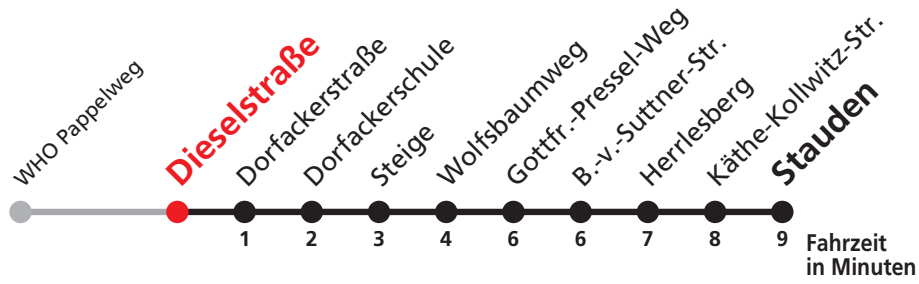 WHO Pappelweg
Dieselstraße
Dorfackerstraße
Dorfackerschule
Steige
Wolfsbaumweg
Gottfr.-Pressel-Weg
B.-v.-Suttner-Str.
Herrlesberg
Käthe-Kollwitz-Str.
Stauden
1 2 3 4 6 6 7 8 9
Fahrzeit
in Minuten